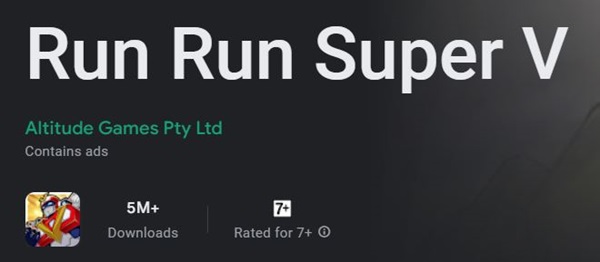 Run Run Super V
Altitude Games Pty Ltd
Contains ads
5M+
Downloads
7+
Rated for 7+